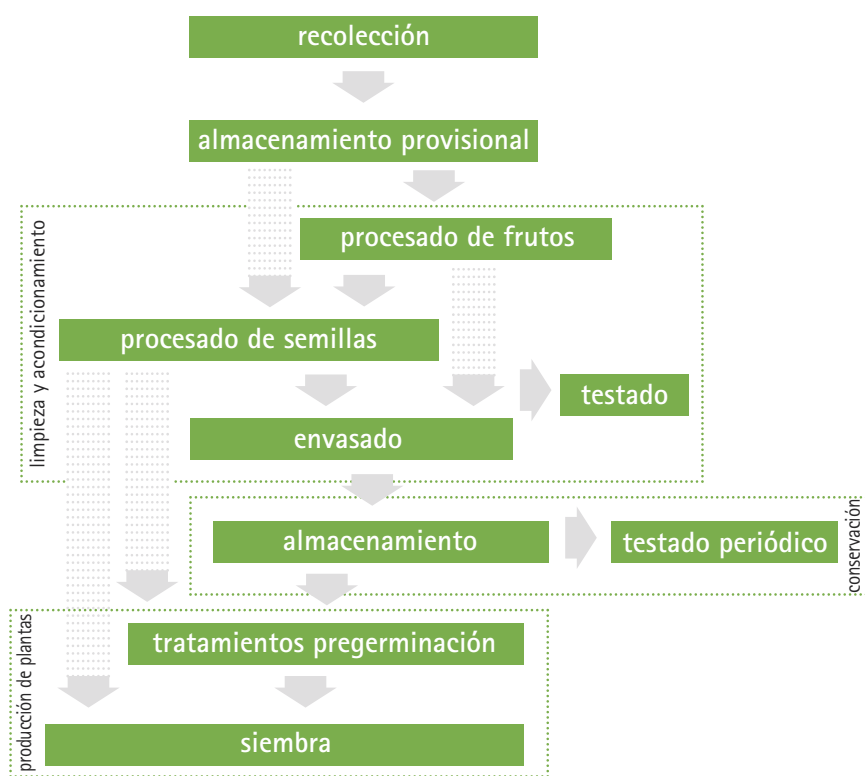 recolección
almacenamiento provisional
limpieza y acondicionamiento
procesado de frutos
procesado de semillas
testado
envasado
almacenamiento
testado periódico
conservación
producción de plantas
tratamientos pregerminación
siembra